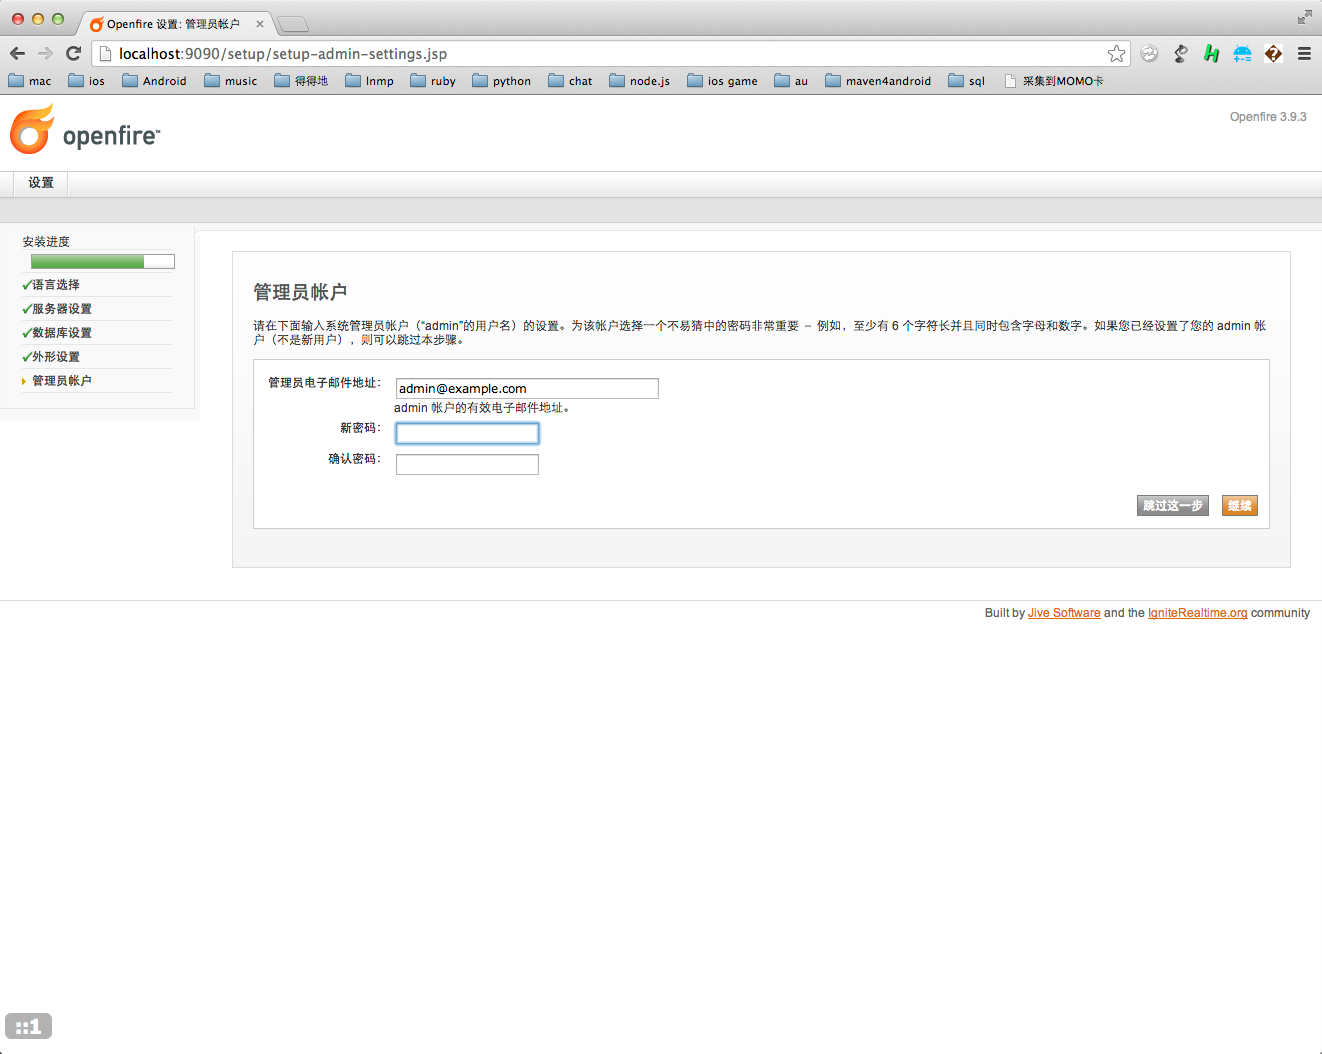 Openfire 设置: 管理员帐户
localhost:9090/setup/setup-admin-settings.jsp
mac ios Android music 得得地 lnmp ruby python chat node.js ios game au maven4android sql 采集到MOMO卡
openfire™
Openfire 3.9.3
设置
安装进度
语言选择
服务器设置
数据库设置
外形设置
管理员帐户
管理员帐户
请在下面输入系统管理员帐户（“admin”的用户名）的设置。为该帐户选择一个不易猜中的密码非常重要 － 例如，至少有 6 个字符长并且同时包含字母和数字。如果您已经设置了您的 admin 帐
户（不是新用户），则可以跳过本步骤。
管理员电子邮件地址： admin@example.com
admin 帐户的有效电子邮件地址。
新密码：
确认密码：
跳过这一步 继续
Built by Jive Software and the IgniteRealtime.org community
::1